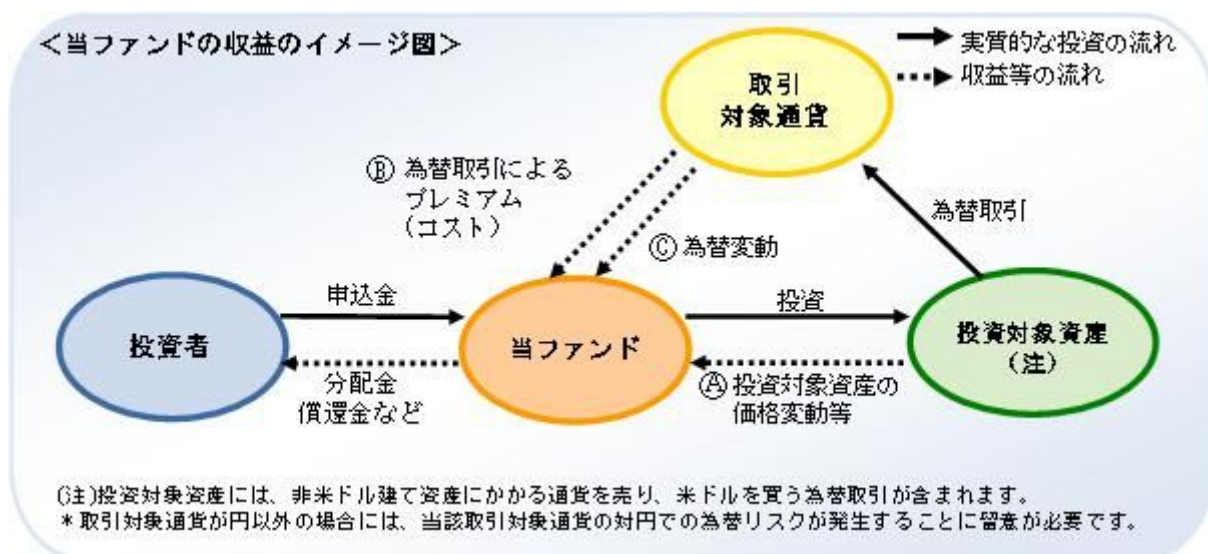 <当ファンドの収益のイメージ図>
実質的な投資の流れ
収益等の流れ
取引
対象通貨
Ⓑ 為替取引による
プレミアム
(コスト)
Ⓒ 為替変動
為替取引
投資者
申込金
分配金
償還金など
当ファンド
投資
Ⓐ 投資対象資産の
価格変動等
投資対象資産
(注)
(注)投資対象資産には、非米ドル建て資産にかかる通貨を売り、米ドルを買う為替取引が含まれます。
*取引対象通貨が円以外の場合には、当該取引対象通貨の対円での為替リスクが発生することに留意が必要です。